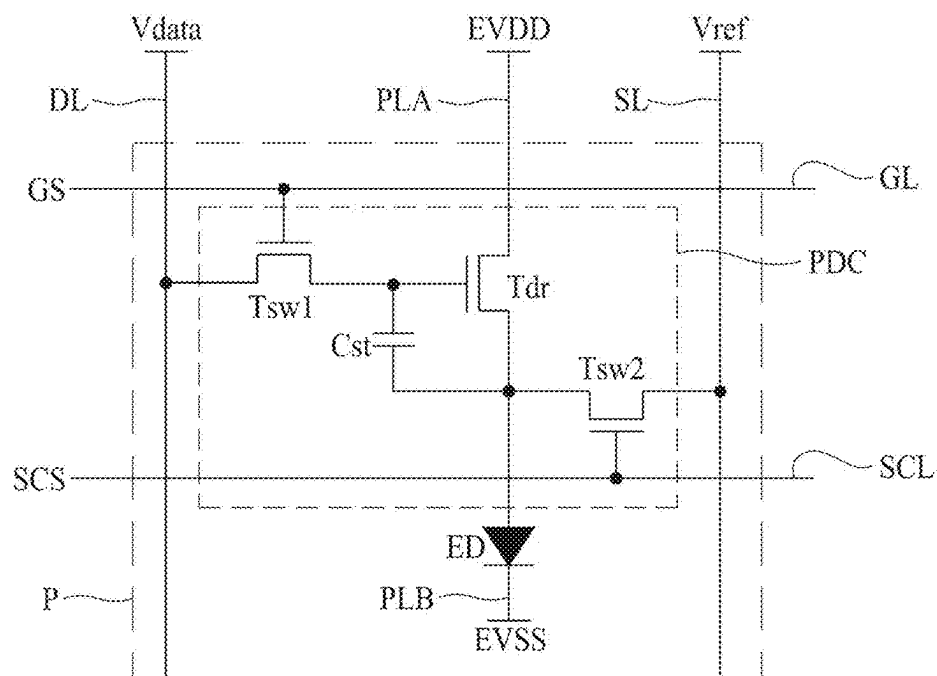 Vdata EVDD Vref
DL PLA SL
GS GL
PDC
Tsw1 Tdr
Cst Tsw2
SCS SCL
ED
P PLB
EVSS